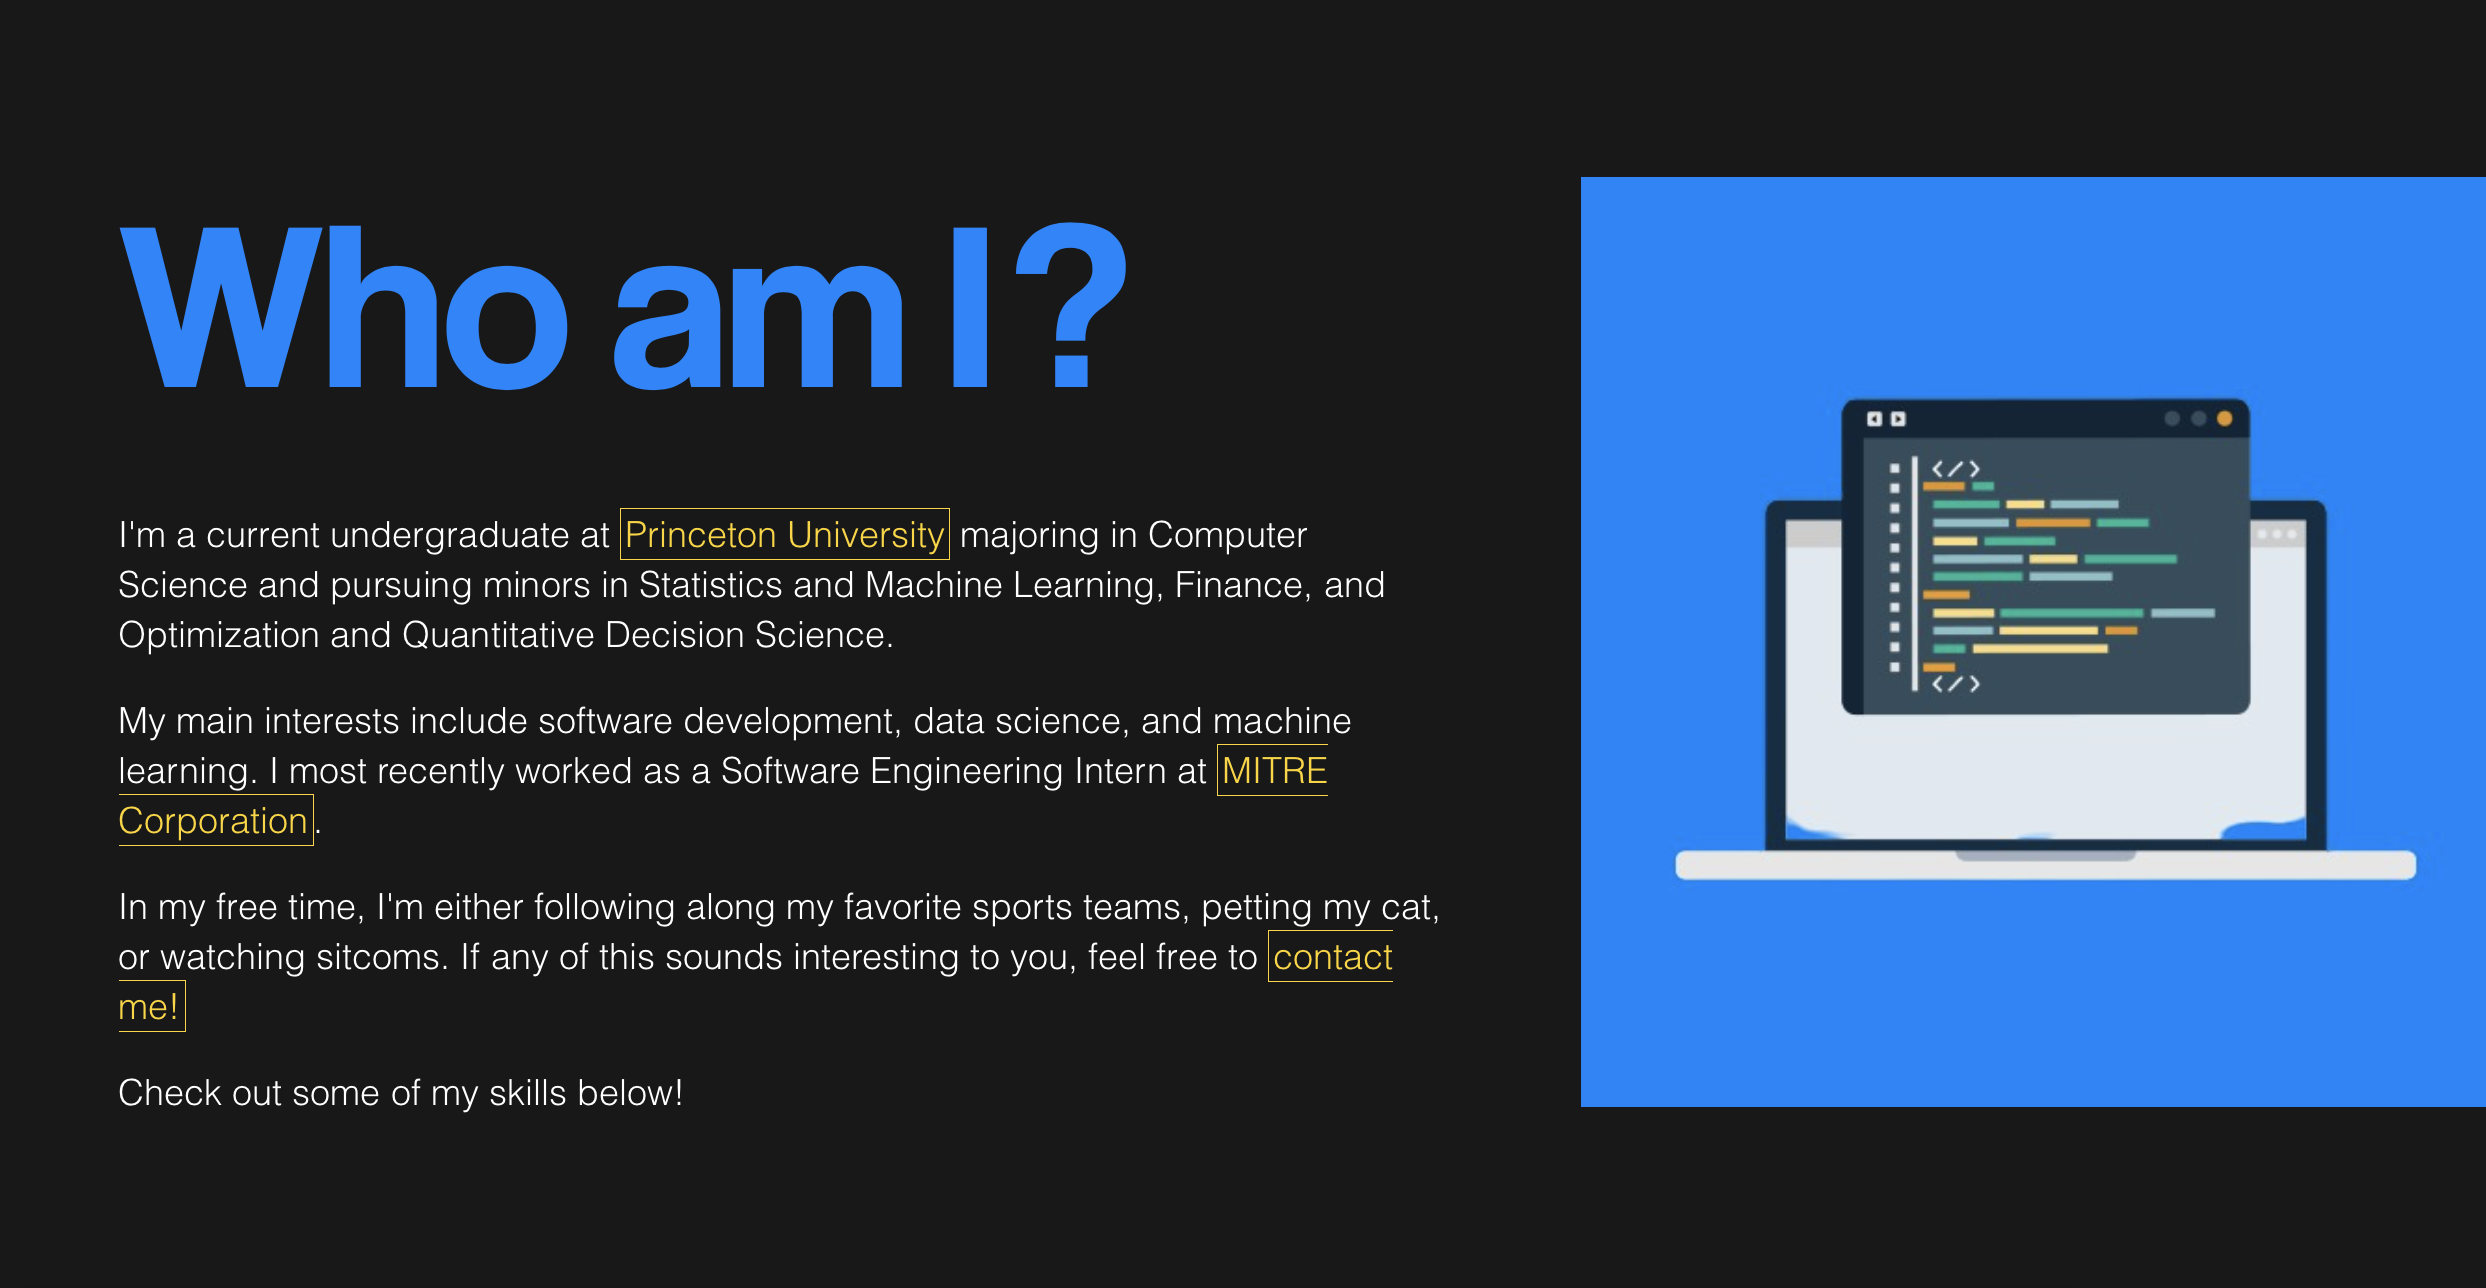 Who am I?
I'm a current undergraduate at Princeton University majoring in Computer
Science and pursuing minors in Statistics and Machine Learning, Finance, and
Optimization and Quantitative Decision Science.
My main interests include software development, data science, and machine
learning. I most recently worked as a Software Engineering Intern at MITRE
Corporation.
In my free time, I'm either following along my favorite sports teams, petting my cat,
or watching sitcoms. If any of this sounds interesting to you, feel free to contact
me!
Check out some of my skills below!
</>
</>